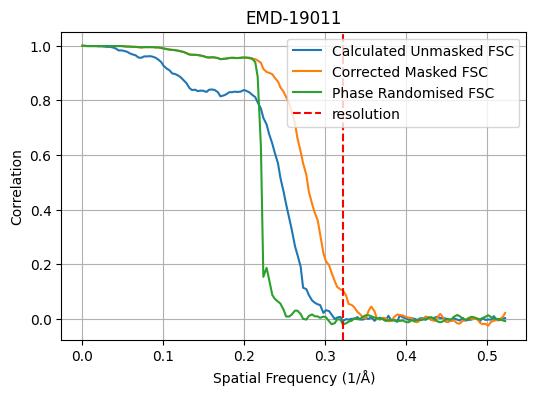 EMD-19011
Calculated Unmasked FSC
Corrected Masked FSC
Phase Randomised FSC
resolution
Correlation
1.0
0.8
0.6
0.4
0.2
0.0
0.0 0.1 0.2 0.3 0.4 0.5
Spatial Frequency (1/Å)